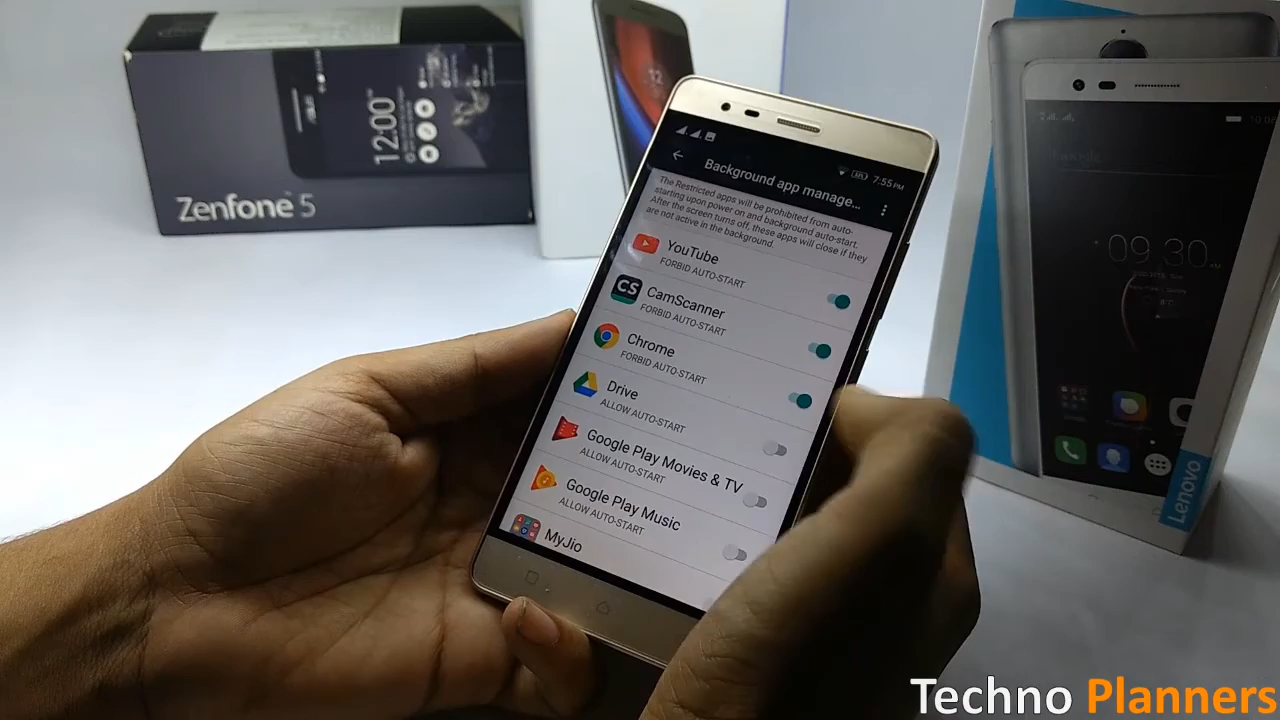 Zenfone 5
12:00
7:55 PM
Background app manage...
The Restricted apps will be prohibited from auto-
starting upon power on and background auto-start.
After the screen turns off, these apps will close if they
are not active in the background.
YouTube
FORBID AUTO-START
CS
CamScanner
FORBID AUTO-START
Chrome
FORBID AUTO-START
Drive
ALLOW AUTO-START
Google Play Movies & TV
ALLOW AUTO-START
Google Play Music
ALLOW AUTO-START
MyJio
09:30 AM
Lenovo
Techno Planners